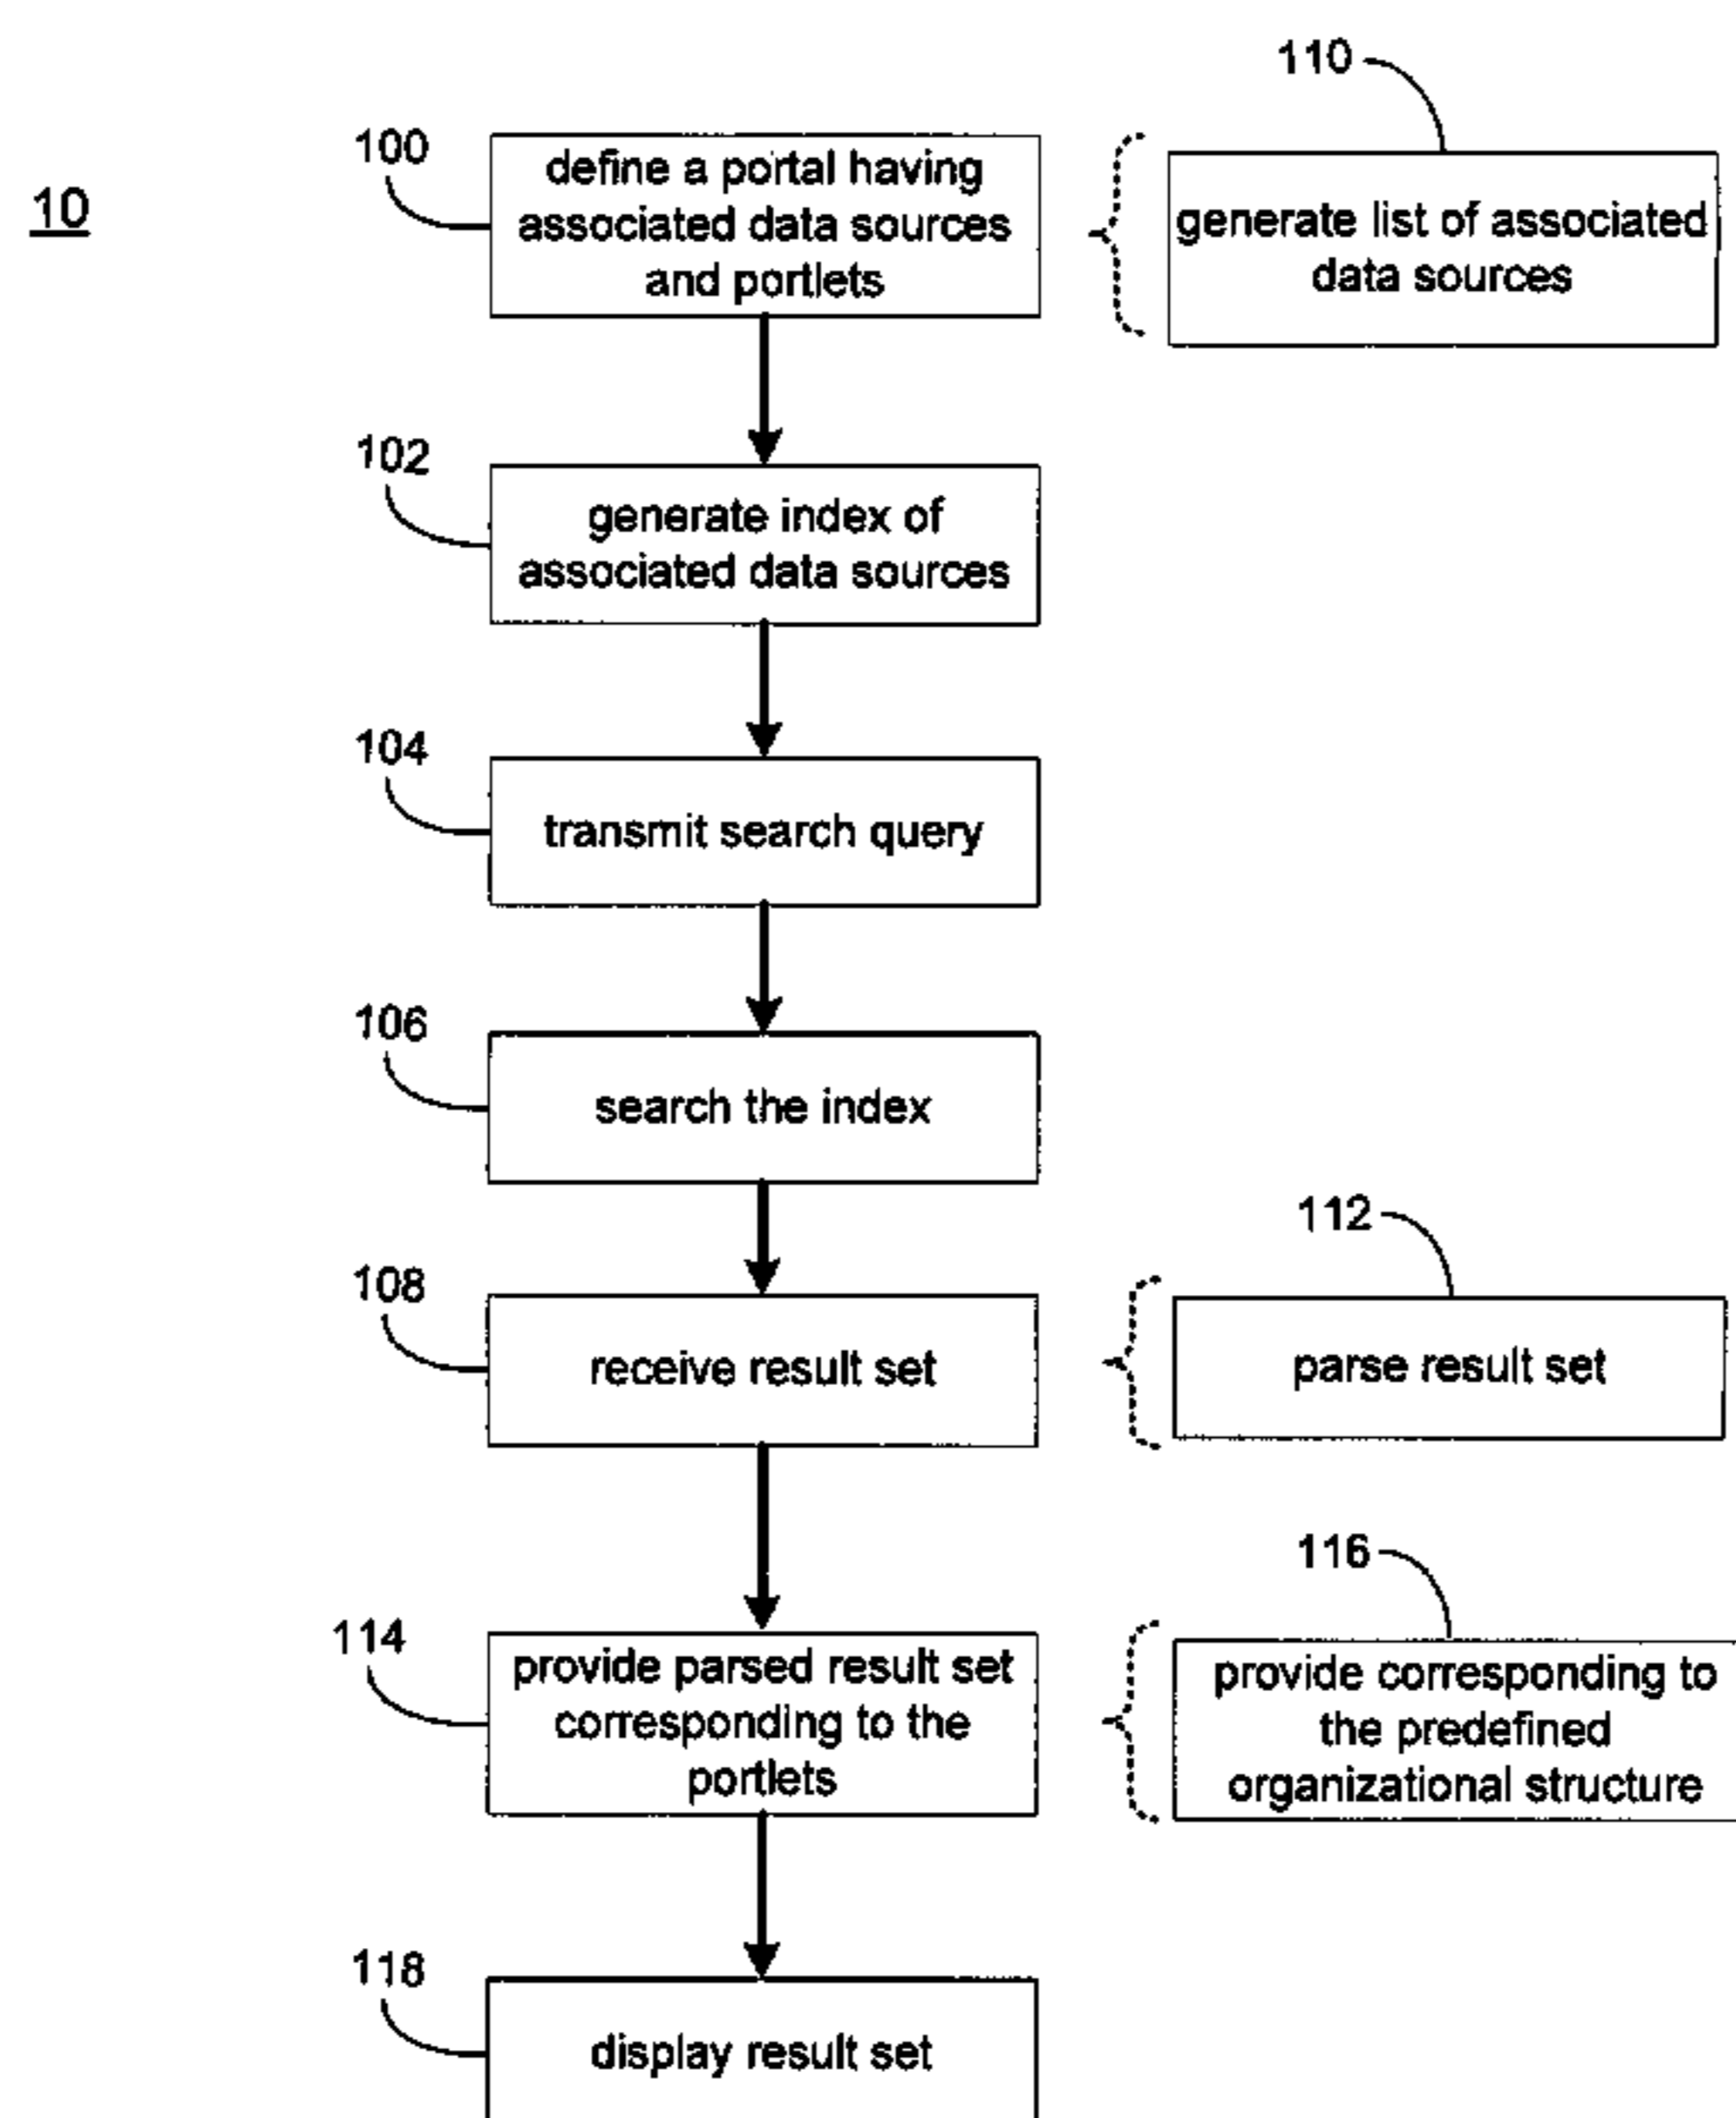 110
100
define a portal having
associated data sources
and portlets
10
generate list of associated
data sources
102
generate index of
associated data sources
104
transmit search query
106
search the index
112
108
receive result set
parse result set
116
114
provide parsed result set
corresponding to the
portlets
provide corresponding to
the predefined
organizational structure
118
display result set